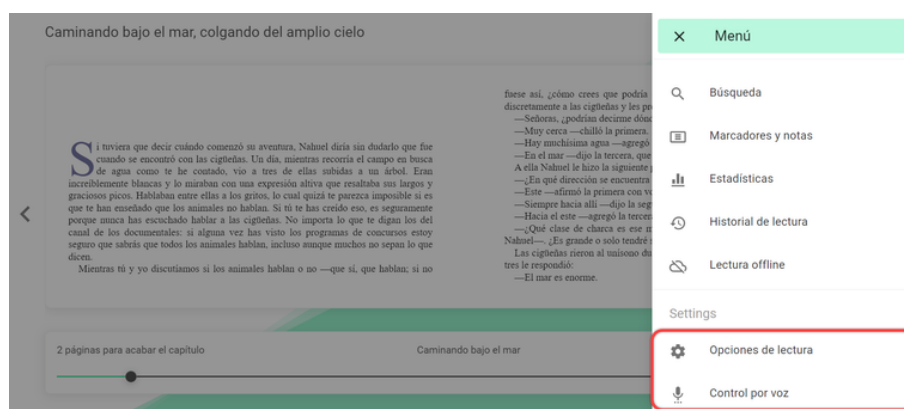 Caminando bajo el mar, colgando del amplio cielo
Si tuviera que decir cuándo comenzó su aventura, Nahuel diría sin dudarlo que fue
cuando se encontró con las cigüeñas. Un día, mientras recorría el campo en busca
de agua como te he contado, vio a tres de ellas subidas a un árbol. Eran
increíblemente blancas y lo miraban con una expresión altiva que resaltaba sus largos y
graciosos picos. Hablaban entre ellas a los gritos, lo cual quizá te parezca imposible si es
que te han enseñado que los animales no hablan. Si tú te has creído eso, es seguramente
porque nunca has escuchado hablar a las cigüeñas. No importa lo que te digan los del
canal de los documentales: si alguna vez has visto los programas de concursos estoy
seguro que sabrás que todos los animales hablan, incluso aunque muchos no sepan lo que
dicen.
Mientras tú y yo discutíamos si los animales hablan o no —que sí, que hablan; si no
fuese así, ¿cómo crees que podría
discretamente a las cigüeñas y les
—Señoras, ¿podrían decirme
—Muy cerca —chilló la primera.
—Hay muchísima agua —agregó
—En el mar —dijo la tercera, que
A ella Nahuel le hizo la siguiente
—¿En qué dirección se encuentra
—Este —afirmó la primera con
—Siempre hacia allí —dijo la
—Hacia el este —agregó la
—¿Qué clase de charca es ese
Nahuel—. ¿Es grande o solo tendré
Las cigüeñas rieron al unísono
tres le respondió:
—El mar es enorme.
2 páginas para acabar el capítulo
Caminando bajo el mar
Menú
Búsqueda
Marcadores y notas
Estadísticas
Historial de lectura
Lectura offline
Settings
Opciones de lectura
Control por voz